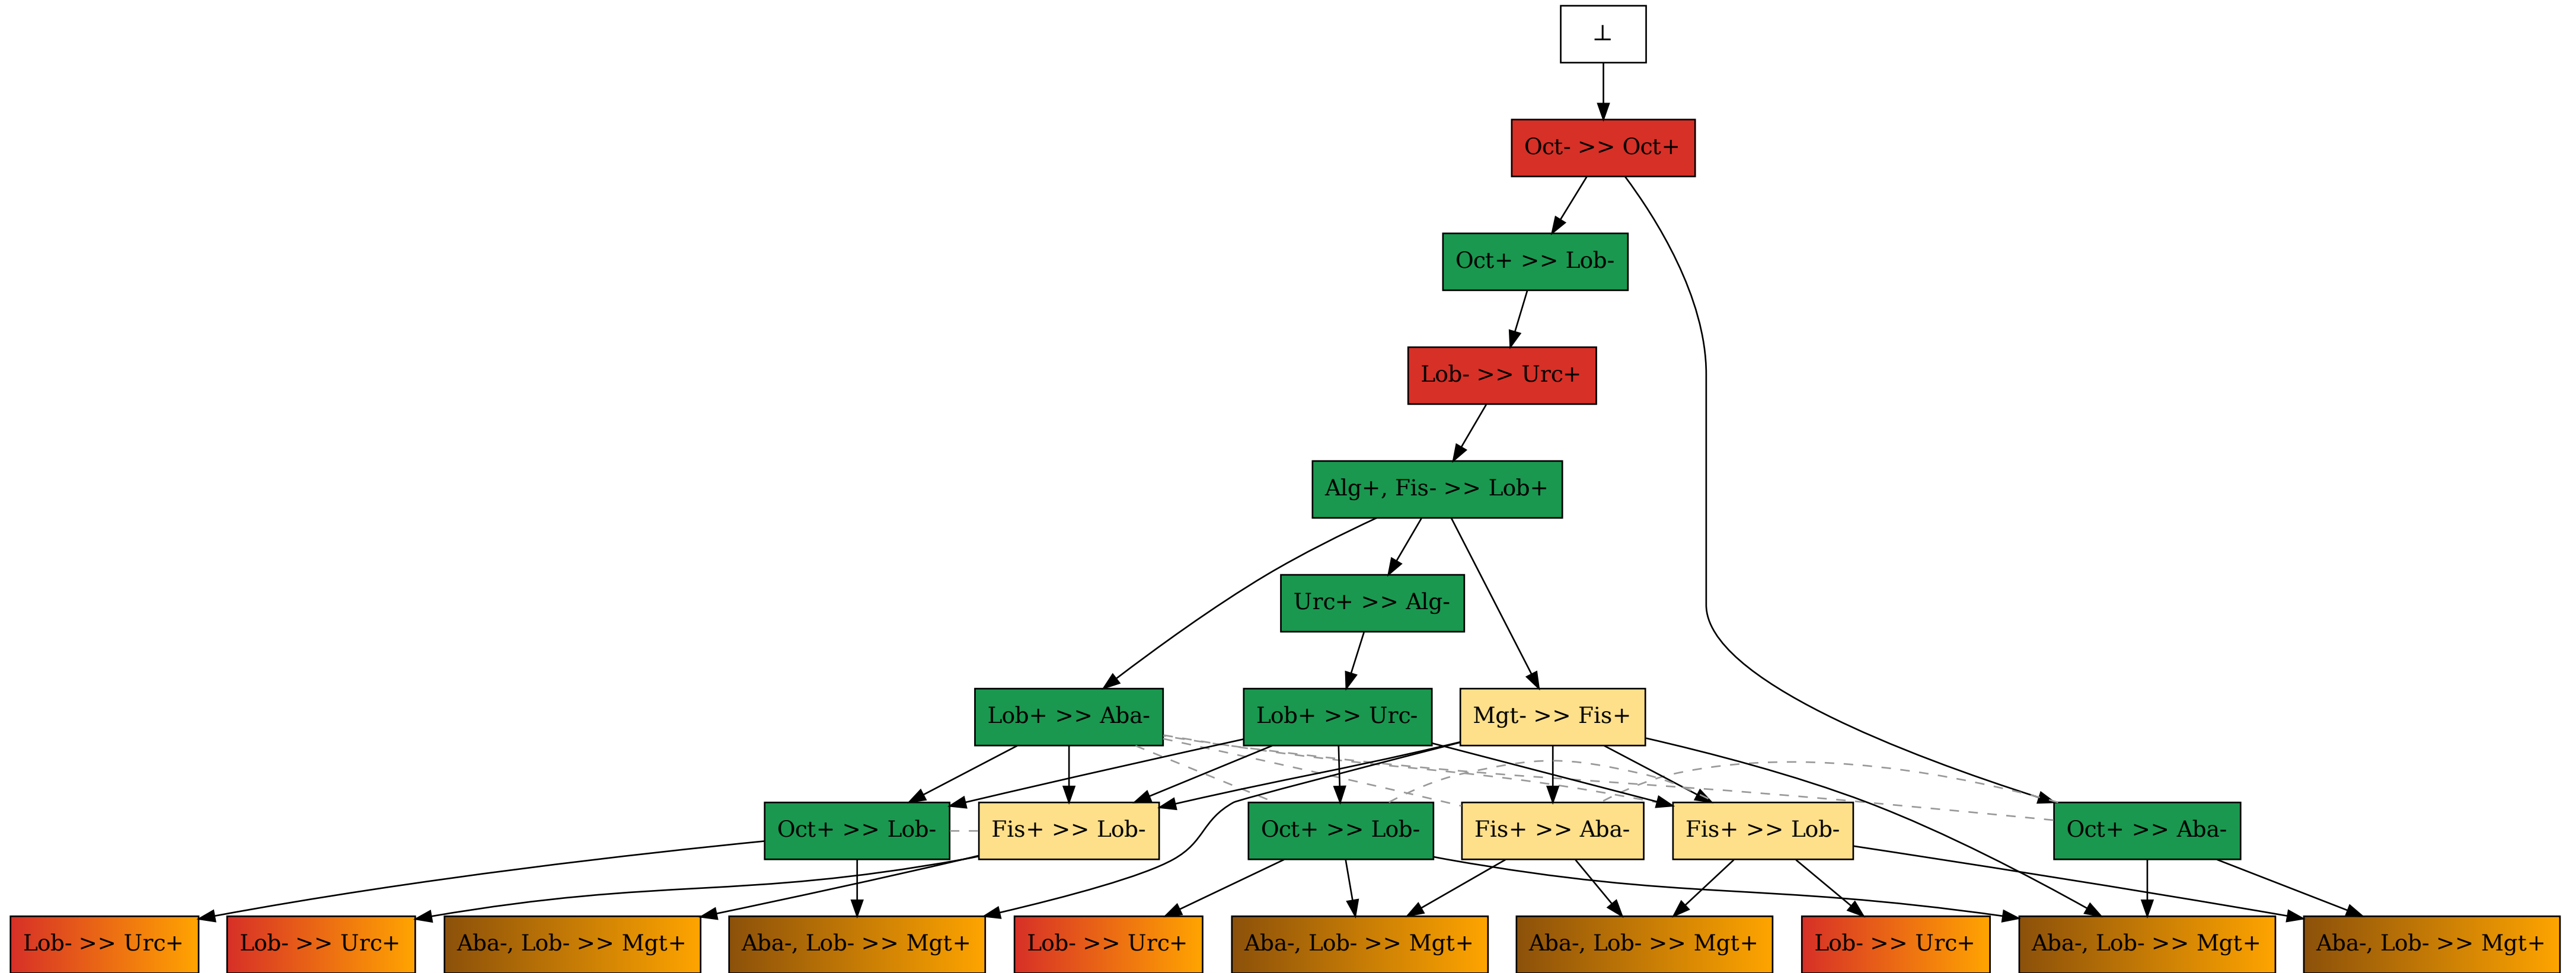 ⊥
Oct- >> Oct+
Oct+ >> Lob-
Lob- >> Urc+
Alg+, Fis- >> Lob+
Urc+ >> Alg-
Lob+ >> Aba-
Lob+ >> Urc-
Mgt- >> Fis+
Oct+ >> Lob-
Fis+ >> Lob-
Oct+ >> Lob-
Fis+ >> Aba-
Fis+ >> Lob-
Oct+ >> Aba-
Lob- >> Urc+
Lob- >> Urc+
Aba-, Lob- >> Mgt+
Aba-, Lob- >> Mgt+
Lob- >> Urc+
Aba-, Lob- >> Mgt+
Aba-, Lob- >> Mgt+
Lob- >> Urc+
Aba-, Lob- >> Mgt+
Aba-, Lob- >> Mgt+